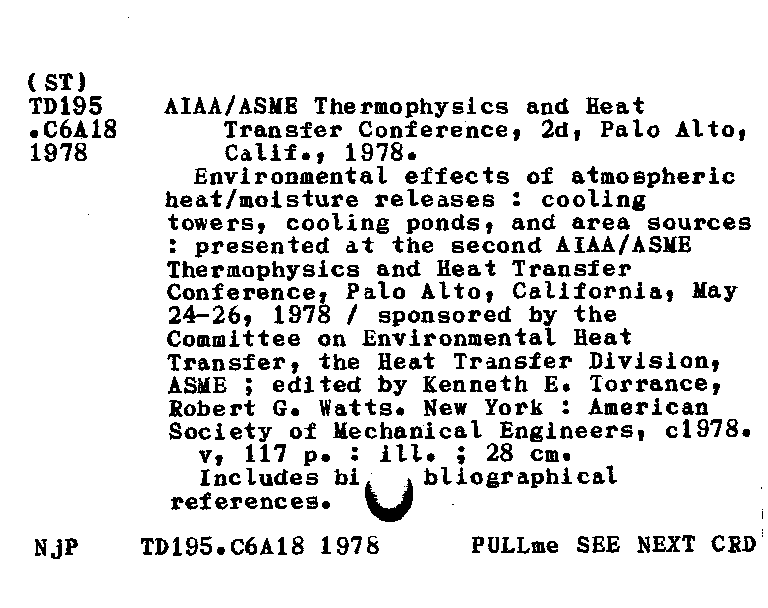 (ST)
TD195 AIAA/ASME Thermophysics and Heat
.C6A18 Transfer Conference, 2d, Palo Alto,
1978 Calif., 1978.
Environmental effects of atmospheric
heat/moisture releases : cooling
towers, cooling ponds, and area sources
: presented at the second AIAA/ASME
Thermophysics and Heat Transfer
Conference, Palo Alto, California, May
24-26, 1978 / sponsored by the
Committee on Environmental Heat
Transfer, the Heat Transfer Division,
ASME ; edited by Kenneth E. Torrance,
Robert G. Watts. New York : American
Society of Mechanical Engineers, c1978.
v, 117 p. : ill. ; 28 cm.
Includes bi bliographical
references.
NjP TD195.C6A18 1978 PULLme SEE NEXT CRD